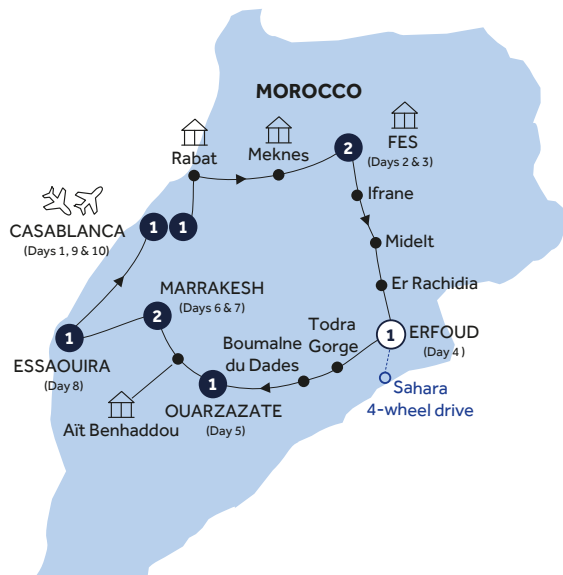 MOROCCO
FES
(Days 2 & 3)
2
Rabat
Meknes
Ifrane
CASABLANCA
(Days 1, 9 & 10)
1
1
Midelt
Er Rachidia
MARRAKESH
(Days 6 & 7)
2
1
ESSAOUIRA
(Day 8)
1
ERFOUD
(Day 4)
Todra
Gorge
Boumalne
du Dades
1
OUARZAZATE
(Day 5)
Aït Benhaddou
Sahara
4-wheel drive